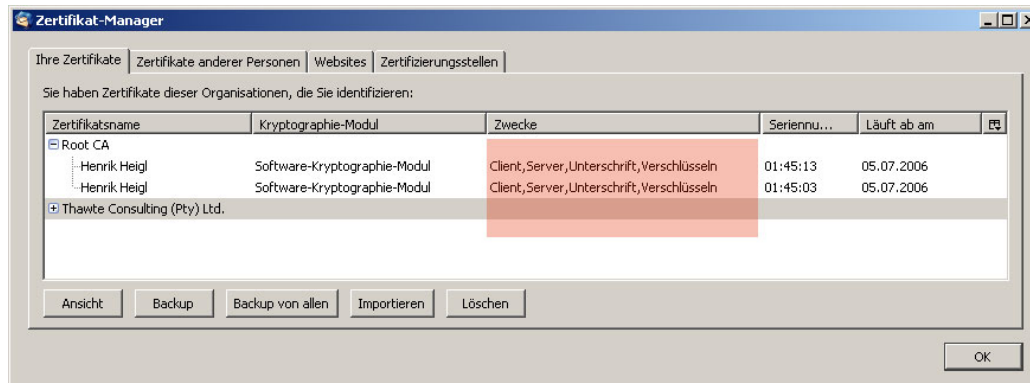 Zertifikat-Manager
Ihre Zertifikate Zertifikate anderer Personen Websites Zertifizierungsstellen
Sie haben Zertifikate dieser Organisationen, die Sie identifizieren:
Zertifikatsname Kryptographie-Modul Zwecke Seriennu... Läuft ab am
Root CA
Henrik Heigl Software-Kryptographie-Modul Client,Server,Unterschrift,Verschlüsseln 01:45:13 05.07.2006
Henrik Heigl Software-Kryptographie-Modul Client,Server,Unterschrift,Verschlüsseln 01:45:03 05.07.2006
Thawte Consulting (Pty) Ltd.
Ansicht Backup Backup von allen Importieren Löschen
OK